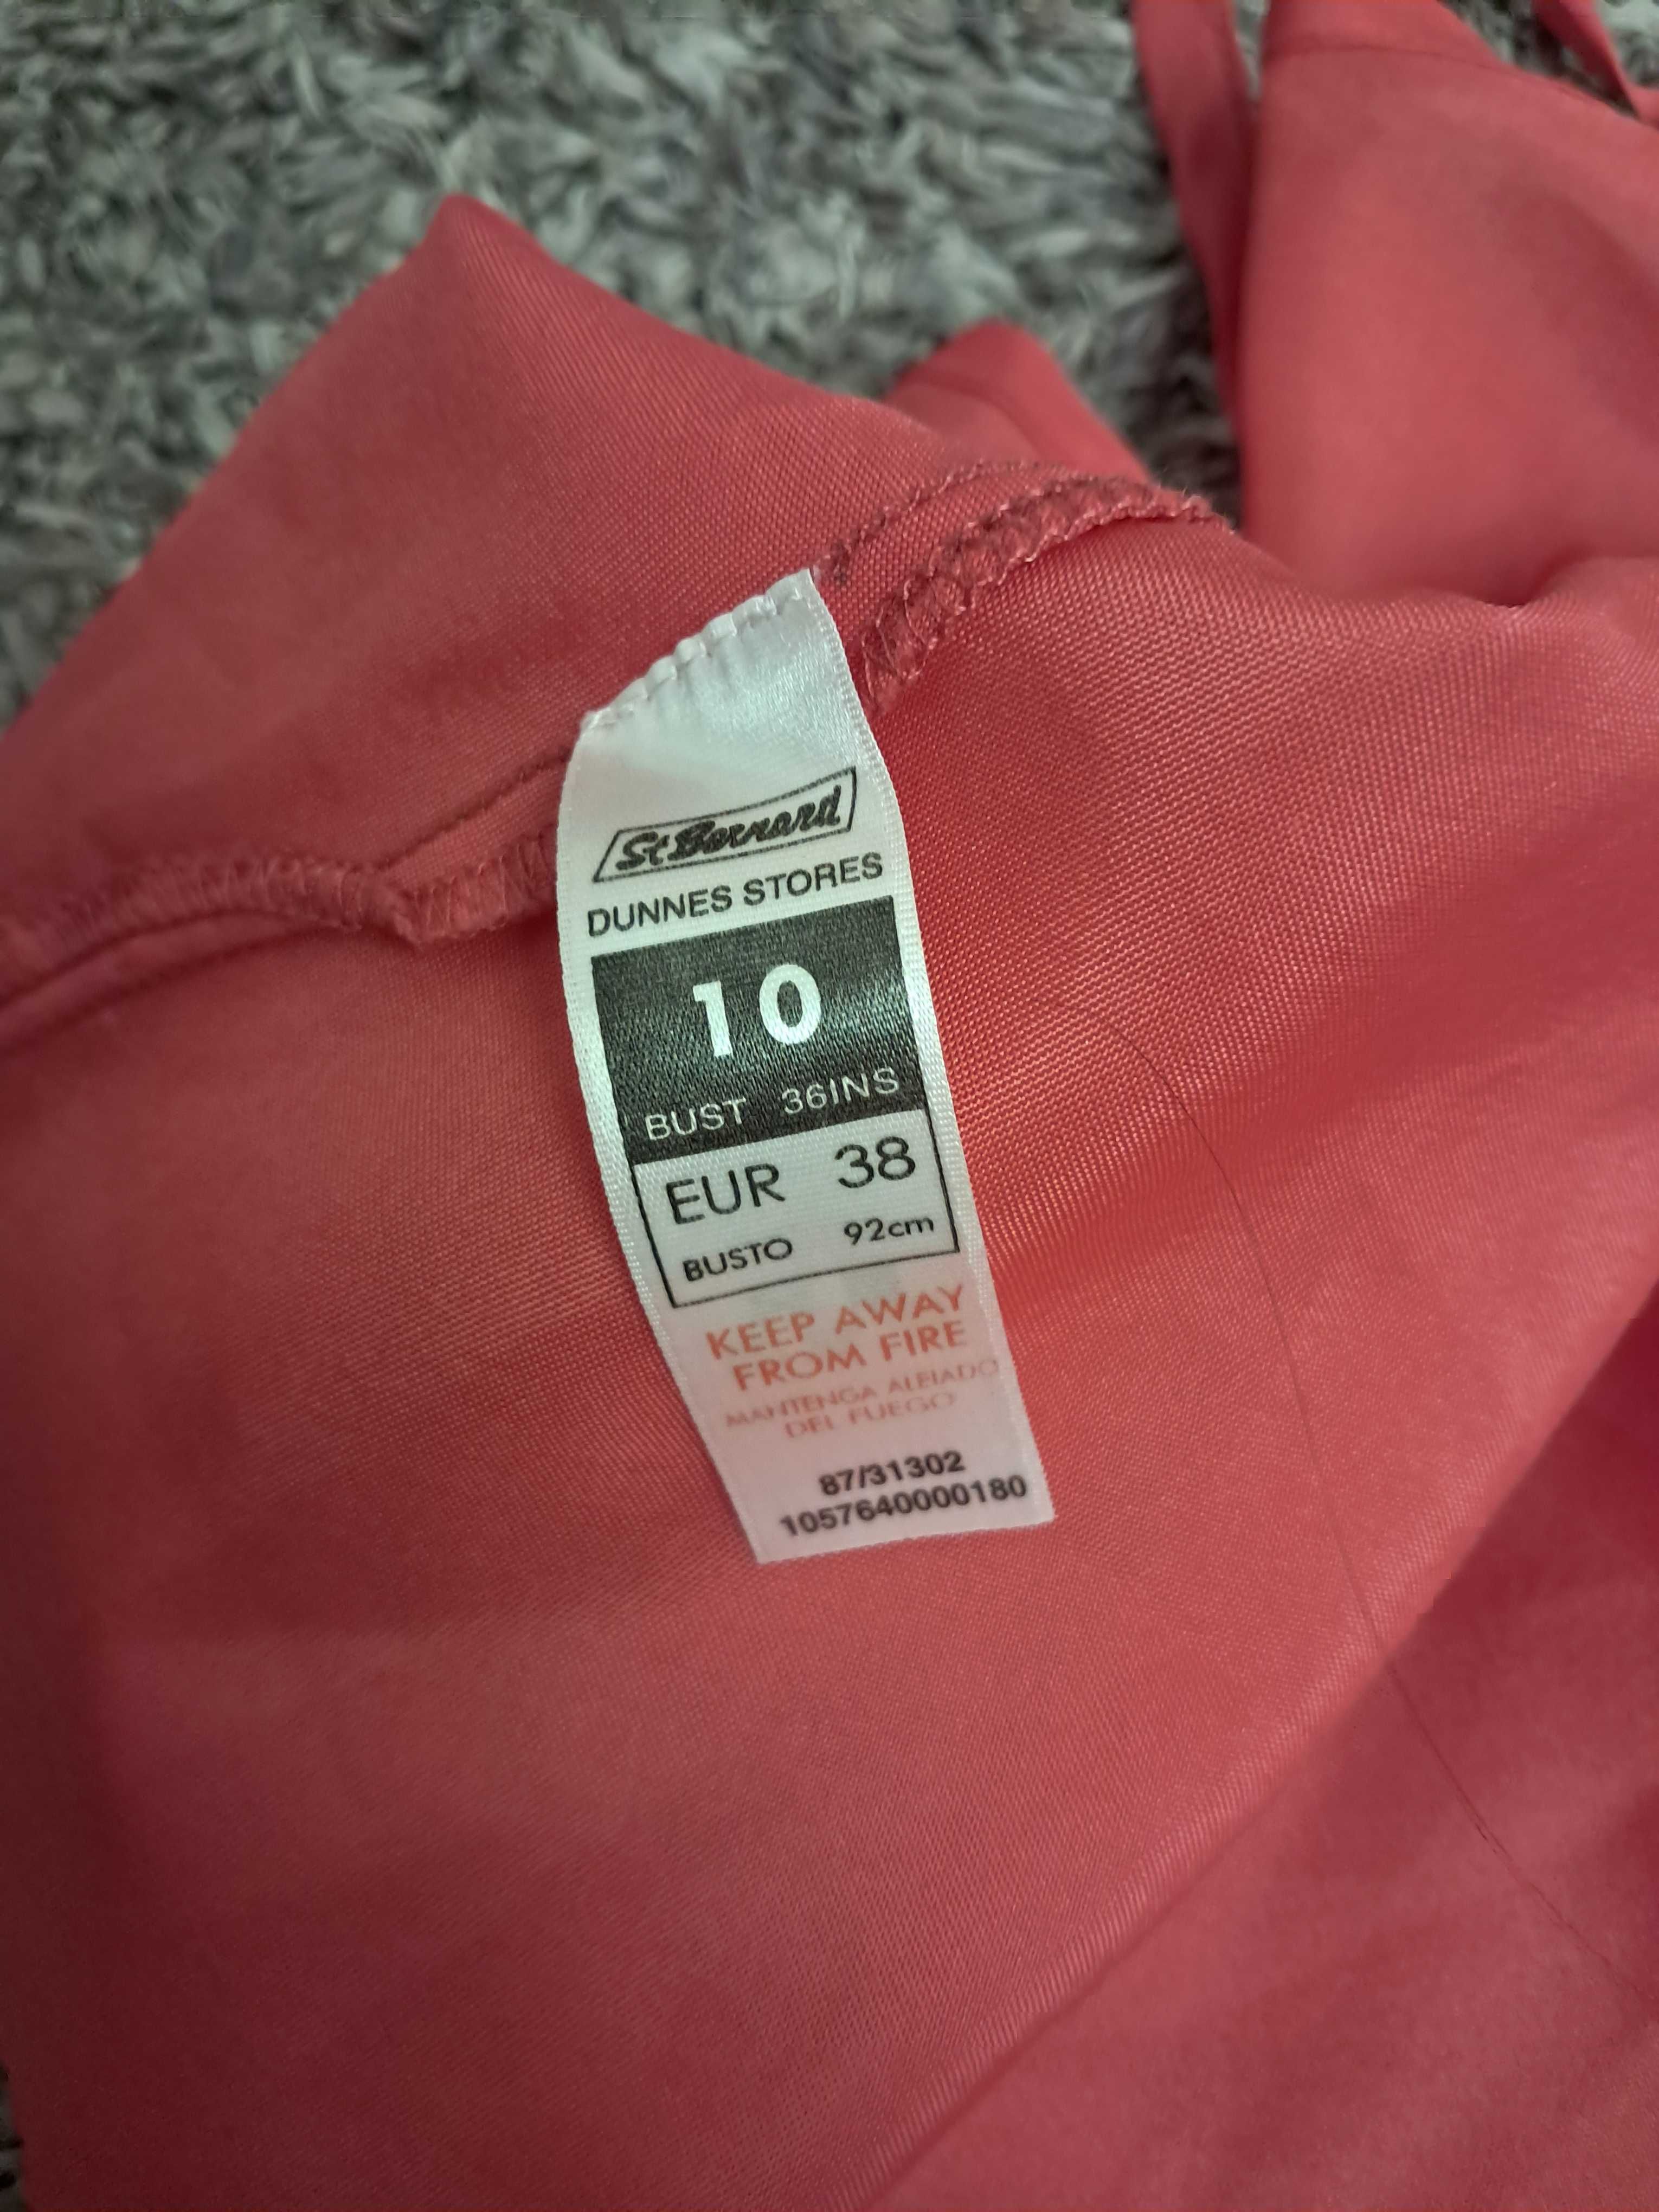 St Bernard
DUNNES STORES
10
BUST 36INS
EUR 38
BUSTO 92cm
KEEP AWAY
FROM FIRE
MANTENGA ALEJADO
DEL FUEGO
87/31302
1057640000180